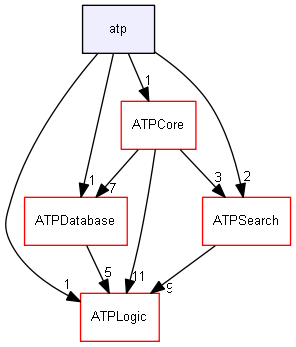 atp
1
ATPCore
1
7
3
2
ATPDatabase
ATPSearch
1
5
11
9
ATPLogic